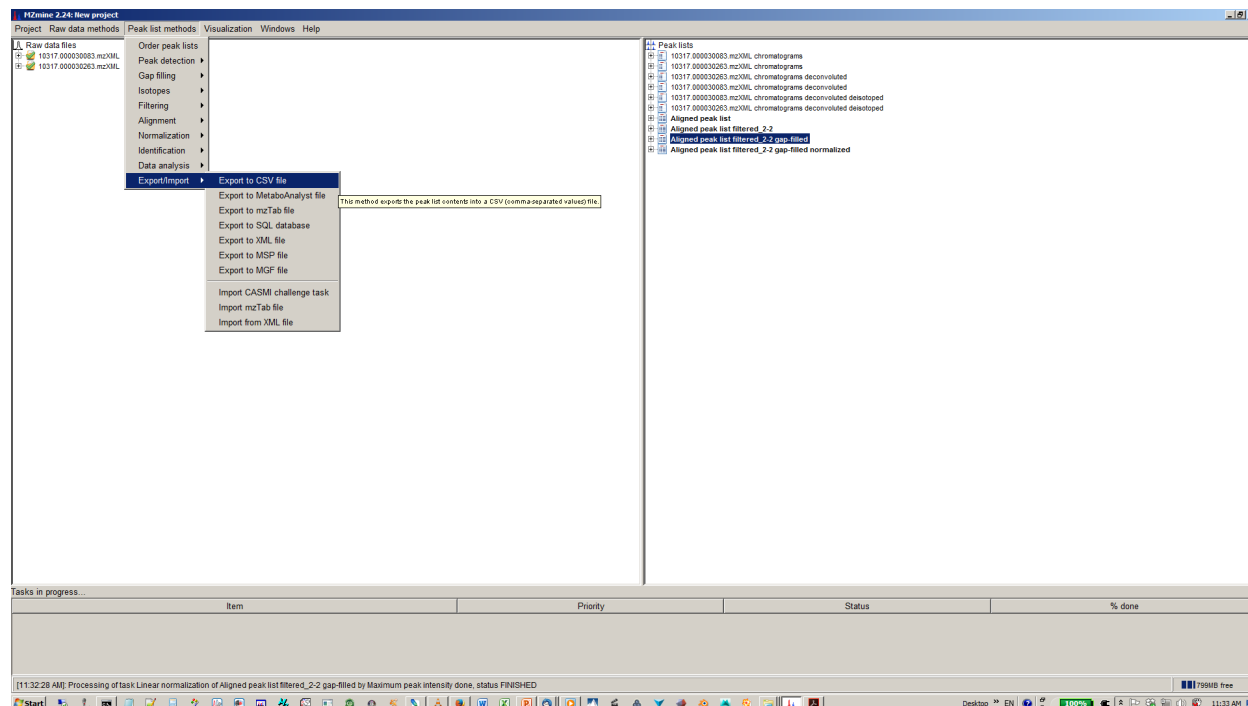 MZmine 2.24: New project
Project Raw data methods Peak list methods Visualization Windows Help
Raw data files
10317.000030083.mzXML
10317.000030263.mzXML
Order peak lists
Peak detection
Gap filling
Isotopes
Filtering
Alignment
Normalization
Identification
Data analysis
Export/Import
Export to CSV file
Export to MetaboAnalyst file
Export to mzTab file
Export to SQL database
Export to XML file
Export to MSP file
Export to MGF file
Import CASMI challenge task
Import mzTab file
Import from XML file
This method exports the peak list contents into a CSV (comma-separated values) file.
Peak lists
10317.000030083.mzXML chromatograms
10317.000030263.mzXML chromatograms
10317.000030263.mzXML chromatograms deconvoluted
10317.000030083.mzXML chromatograms deconvoluted
10317.000030083.mzXML chromatograms deconvoluted deisotoped
10317.000030263.mzXML chromatograms deconvoluted deisotoped
Aligned peak list
Aligned peak list filtered_2-2
Aligned peak list filtered_2-2 gap-filled
Aligned peak list filtered_2-2 gap-filled normalized
Tasks in progress...
Item Priority Status % done
[11:32:28 AM]: Processing of task Linear normalization of Aligned peak list filtered_2-2 gap-filled by Maximum peak intensity done, status FINISHED
799MB free
Start
Desktop » EN 100% 11:33 AM